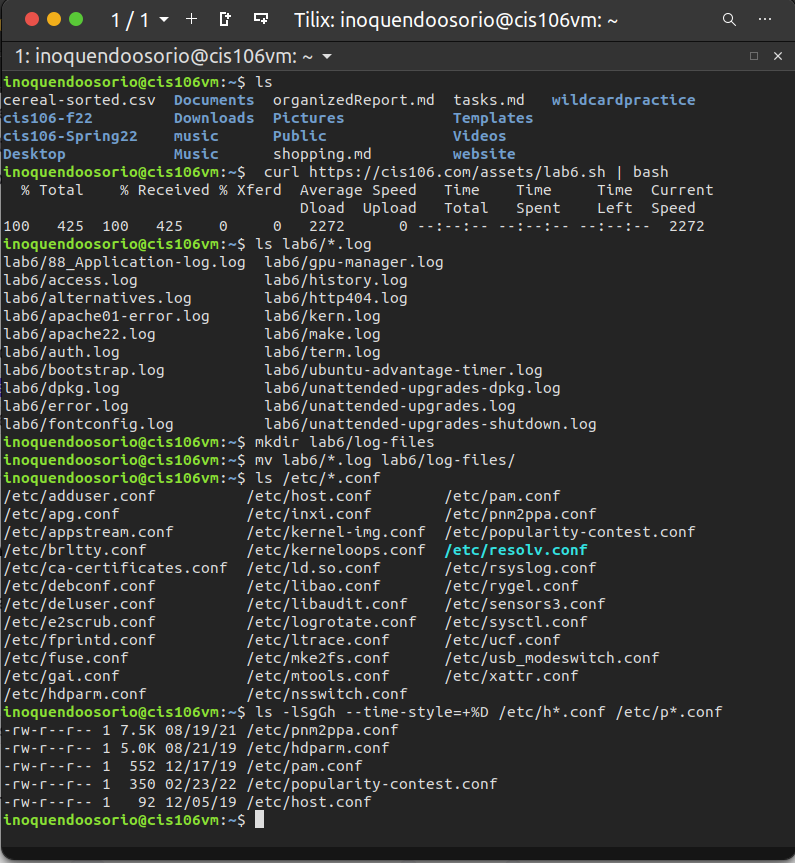 1 / 1 Tilix: inoquendoosorio@cis106vm: ~
1: inoquendoosorio@cis106vm: ~
inoquendoosorio@cis106vm:~$ ls
cereal-sorted.csv  Documents  organizedReport.md  tasks.md   wildcardpractice
cis106-f22         Downloads  Pictures            Templates
cis106-Spring22    music      Public              Videos
Desktop            Music      shopping.md         website
inoquendoosorio@cis106vm:~$  curl https://cis106.com/assets/lab6.sh | bash
  % Total    % Received % Xferd  Average Speed   Time    Time     Time  Current
                                 Dload  Upload   Total   Spent    Left  Speed
100   425  100   425    0     0   2272      0 --:--:-- --:--:-- --:--:--  2272
inoquendoosorio@cis106vm:~$ ls lab6/*.log
lab6/88_Application-log.log  lab6/gpu-manager.log
lab6/access.log              lab6/history.log
lab6/alternatives.log        lab6/http404.log
lab6/apache01-error.log      lab6/kern.log
lab6/apache22.log            lab6/make.log
lab6/auth.log                lab6/term.log
lab6/bootstrap.log           lab6/ubuntu-advantage-timer.log
lab6/dpkg.log                lab6/unattended-upgrades-dpkg.log
lab6/error.log               lab6/unattended-upgrades.log
lab6/fontconfig.log          lab6/unattended-upgrades-shutdown.log
inoquendoosorio@cis106vm:~$ mkdir lab6/log-files
inoquendoosorio@cis106vm:~$ mv lab6/*.log lab6/log-files/
inoquendoosorio@cis106vm:~$ ls /etc/*.conf
/etc/adduser.conf          /etc/host.conf        /etc/pam.conf
/etc/apg.conf              /etc/inxi.conf        /etc/pnm2ppa.conf
/etc/appstream.conf        /etc/kernel-img.conf  /etc/popularity-contest.conf
/etc/brltty.conf           /etc/kerneloops.conf  /etc/resolv.conf
/etc/ca-certificates.conf  /etc/ld.so.conf       /etc/rsyslog.conf
/etc/debconf.conf          /etc/libao.conf       /etc/rygel.conf
/etc/deluser.conf          /etc/libaudit.conf    /etc/sensors3.conf
/etc/e2scrub.conf          /etc/logrotate.conf   /etc/sysctl.conf
/etc/fprintd.conf          /etc/ltrace.conf      /etc/ucf.conf
/etc/fuse.conf             /etc/mke2fs.conf      /etc/usb_modeswitch.conf
/etc/gai.conf              /etc/mtools.conf      /etc/xattr.conf
/etc/hdparm.conf           /etc/nsswitch.conf
inoquendoosorio@cis106vm:~$ ls -lSgGh --time-style=+%D /etc/h*.conf /etc/p*.conf
-rw-r--r-- 1 7.5K 08/19/21 /etc/pnm2ppa.conf
-rw-r--r-- 1 5.0K 08/21/19 /etc/hdparm.conf
-rw-r--r-- 1  552 12/17/19 /etc/pam.conf
-rw-r--r-- 1  350 02/23/22 /etc/popularity-contest.conf
-rw-r--r-- 1   92 12/05/19 /etc/host.conf
inoquendoosorio@cis106vm:~$